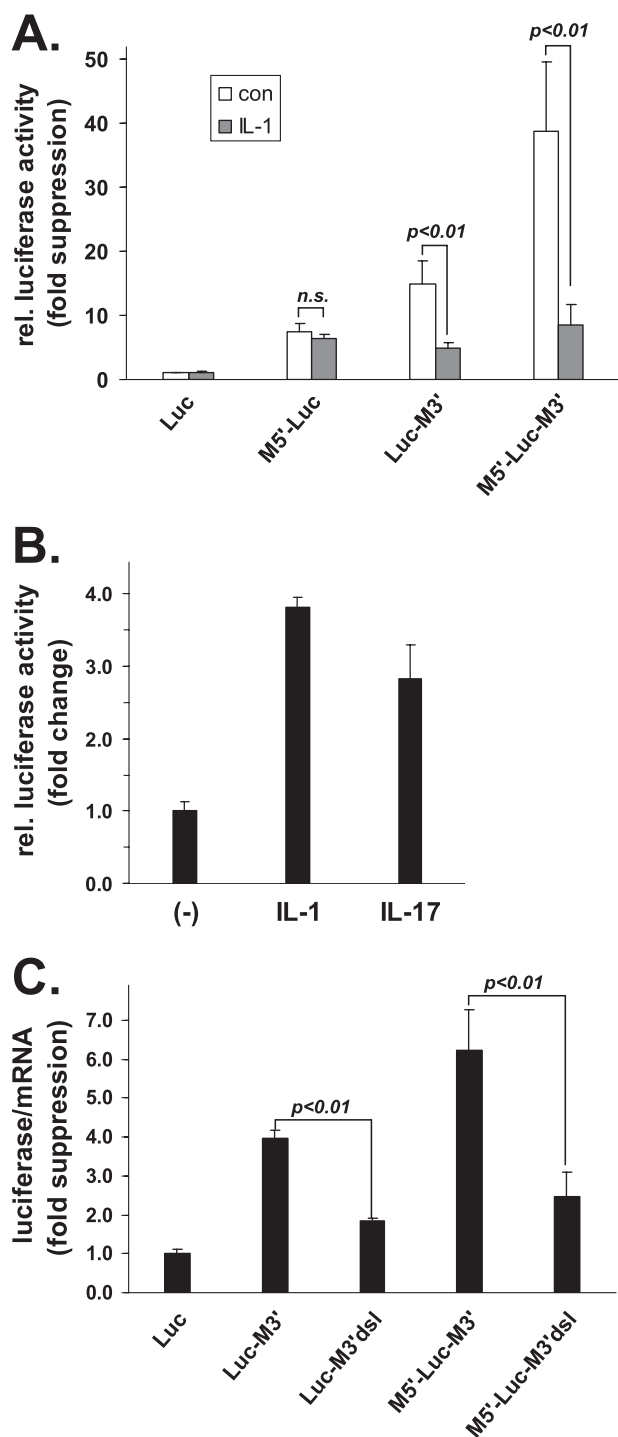 A.
rel. luciferase activity
(fold suppression)
50
40
30
20
10
0
con
IL-1
n.s.
p<0.01
p<0.01
Luc
M5'-Luc
Luc-M3'
M5'-Luc-M3'
B.
rel. luciferase activity
(fold change)
4.0
3.0
2.0
1.0
0.0
(-)
IL-1
IL-17
C.
luciferase/mRNA
(fold suppression)
7.0
6.0
5.0
4.0
3.0
2.0
1.0
0.0
p<0.01
p<0.01
Luc
Luc-M3'
Luc-M3'dsl
M5'-Luc-M3'
M5'-Luc-M3'dsl